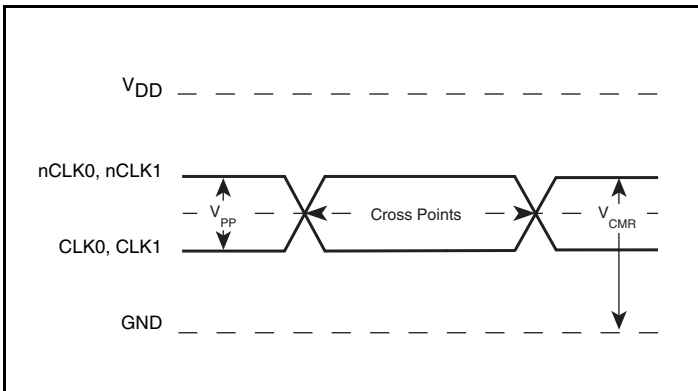 VDD
nCLK0, nCLK1
VPP
Cross Points
VCMR
CLK0, CLK1
GND